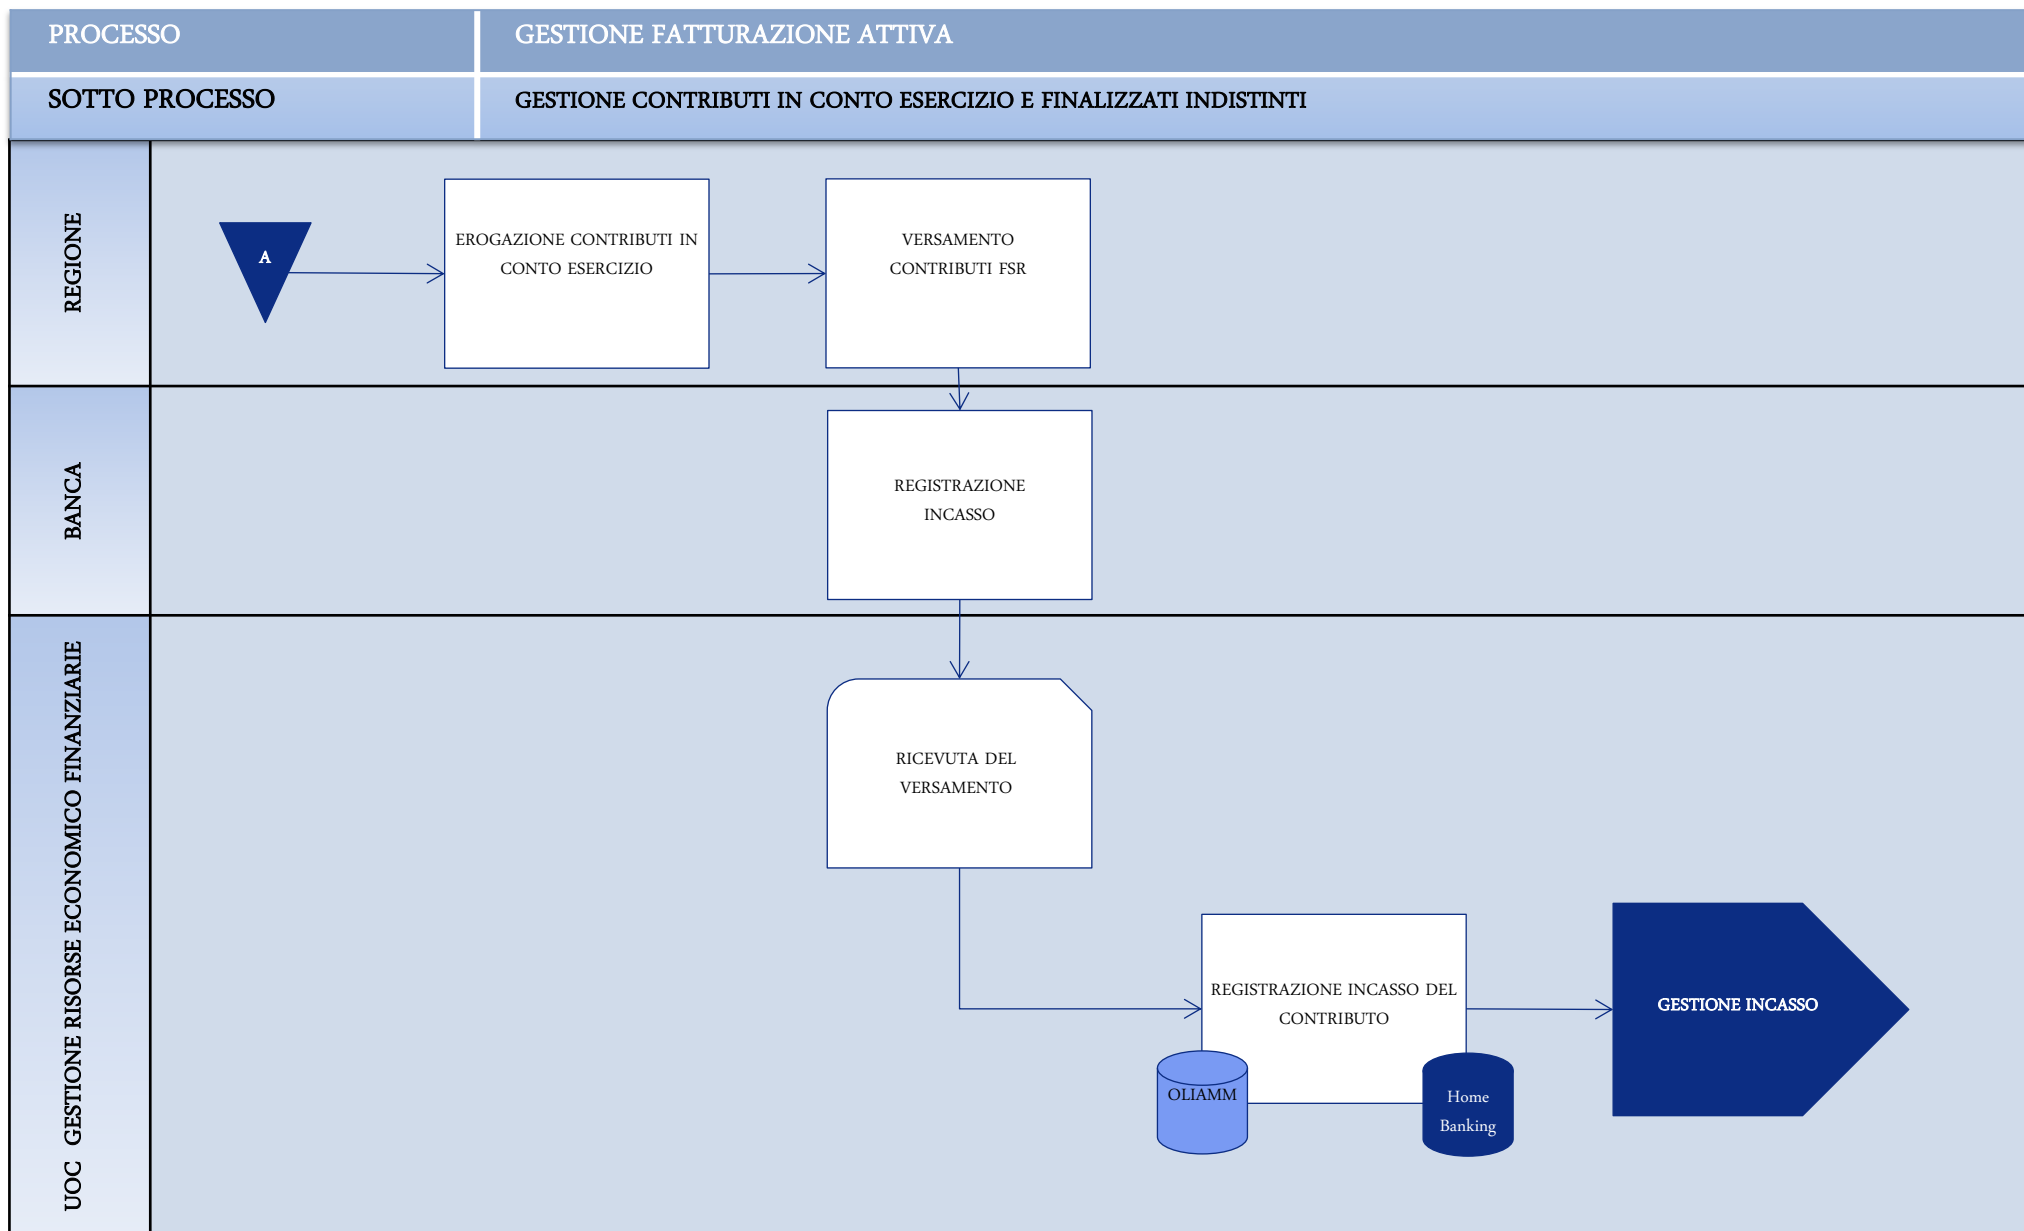 PROCESSO
GESTIONE FATTURAZIONE ATTIVA
SOTTO PROCESSO
GESTIONE CONTRIBUTI IN CONTO ESERCIZIO E FINALIZZATI INDISTINTI
REGIONE
A
EROGAZIONE CONTRIBUTI IN
CONTO ESERCIZIO
VERSAMENTO
CONTRIBUTI FSR
BANCA
REGISTRAZIONE
INCASSO
UOC GESTIONE RISORSE ECONOMICO FINANZIARIE
RICEVUTA DEL
VERSAMENTO
REGISTRAZIONE INCASSO DEL
CONTRIBUTO
OLIAMM
Home
Banking
GESTIONE INCASSO